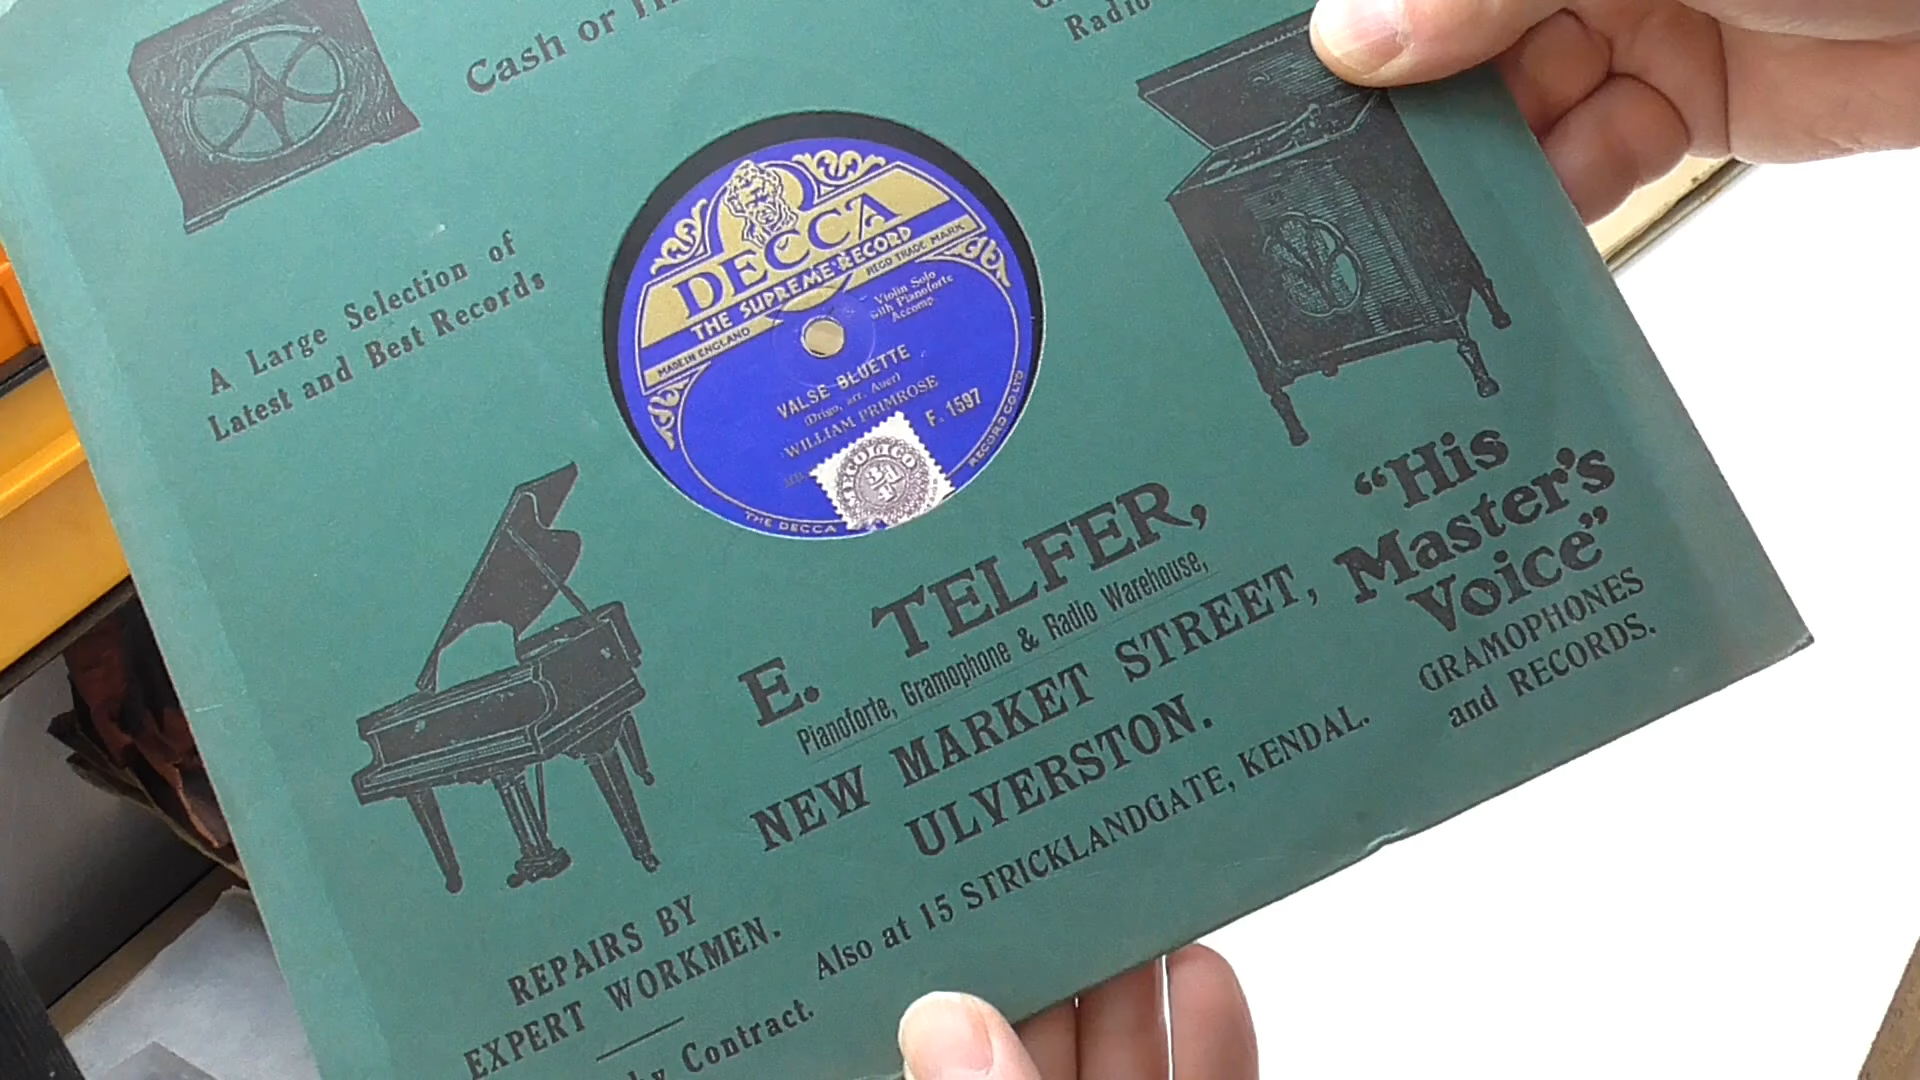 Cash or
Radio
A Large Selection of
Latest and Best Records
DECCA
THE SUPREME RECORD
MADE IN ENGLAND
REGD TRADE MARK
Violin Solo
with Pianoforte
Accomp.
VALSE BLUETTE
(Drigo, arr. Auer)
WILLIAM PRIMROSE
F. 1597
THE DECCA
RECORD CO LTD
E. TELFER,
Pianoforte, Gramophone & Radio Warehouse,
NEW MARKET STREET,
ULVERSTON.
Also at 15 STRICKLANDGATE, KENDAL.
"His
Master's
Voice"
GRAMOPHONES
and RECORDS.
REPAIRS BY
EXPERT WORKMEN.
by Contract.